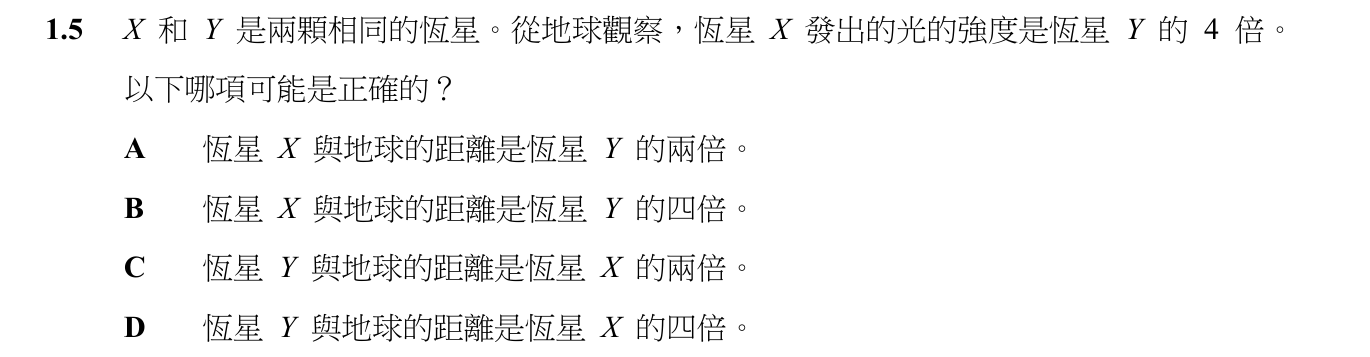 1.5 X 和 Y 是兩顆相同的恆星。從地球觀察，恆星 X 發出的光的強度是恆星 Y 的 4 倍。
以下哪項可能是正確的？
A 恆星 X 與地球的距離是恆星 Y 的兩倍。
B 恆星 X 與地球的距離是恆星 Y 的四倍。
C 恆星 Y 與地球的距離是恆星 X 的兩倍。
D 恆星 Y 與地球的距離是恆星 X 的四倍。